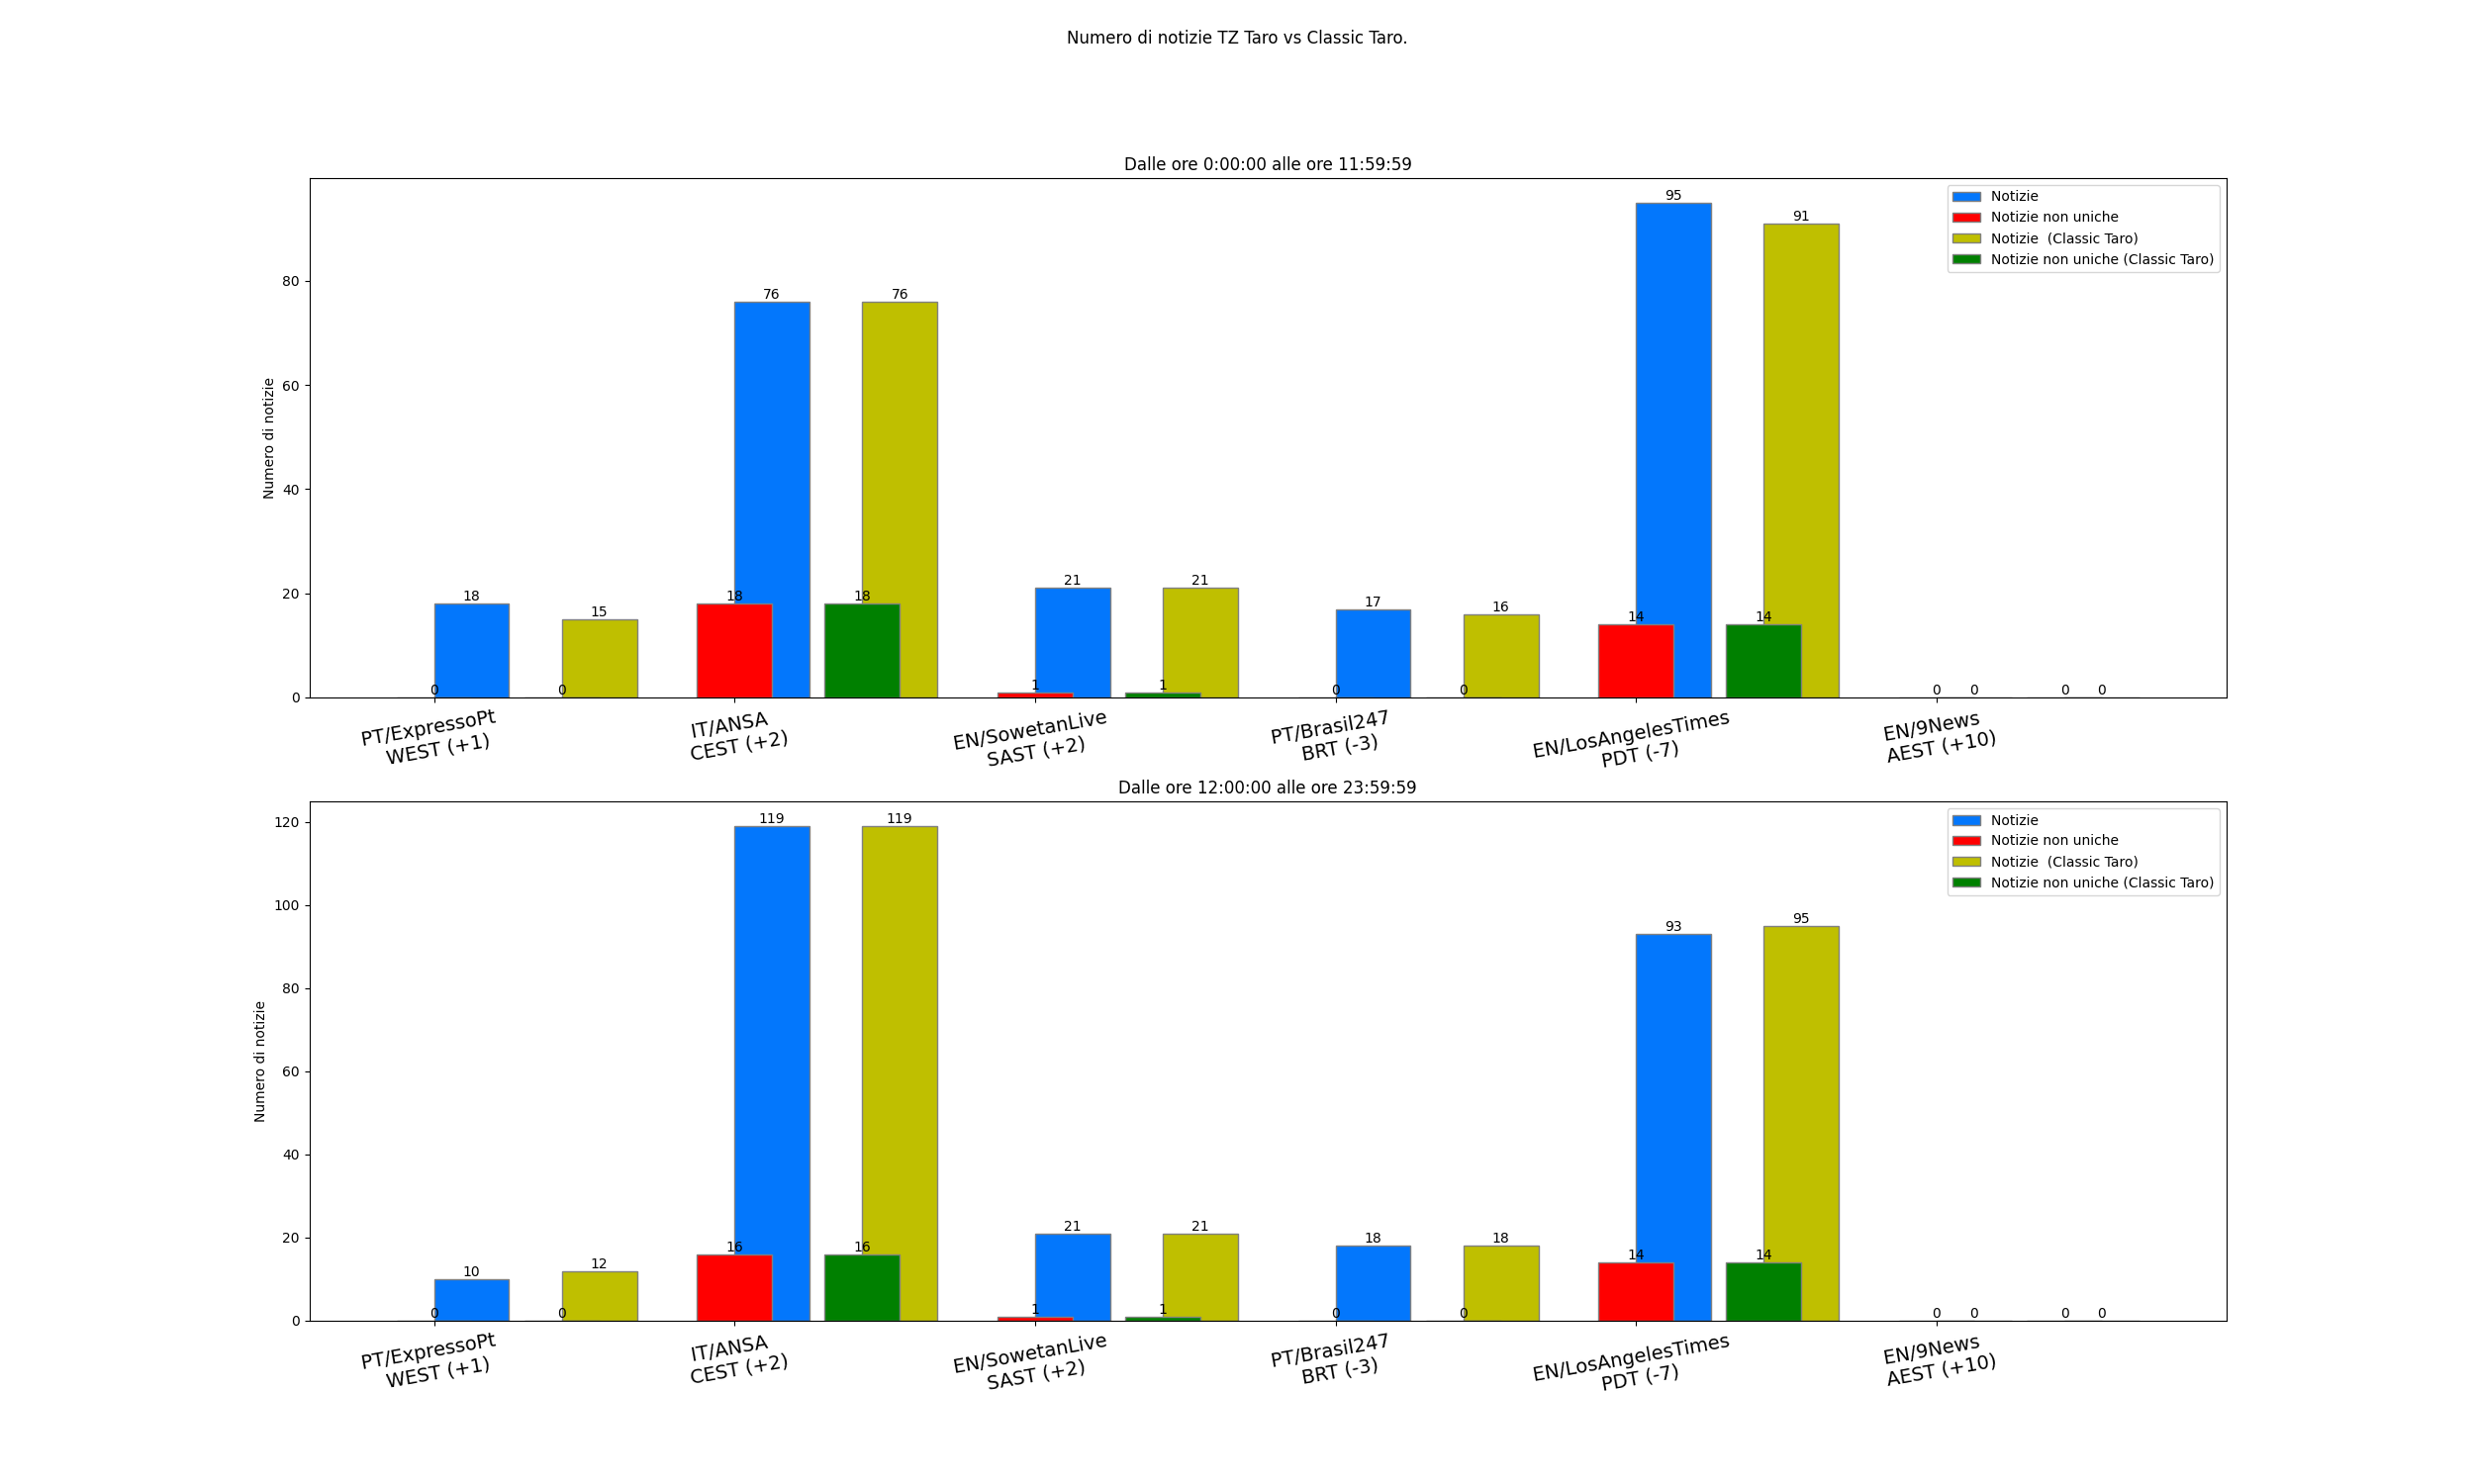 Numero di notizie TZ Taro vs Classic Taro.
Dalle ore 0:00:00 alle ore 11:59:59
Numero di notizie
80
60
40
20
0
Notizie
Notizie non uniche
Notizie  (Classic Taro)
Notizie non uniche (Classic Taro)
0
18
0
15
18
76
18
76
1
21
1
21
0
17
0
16
14
95
14
91
0
0
0
0
PT/ExpressoPt
WEST (+1)
IT/ANSA
CEST (+2)
EN/SowetanLive
SAST (+2)
PT/Brasil247
BRT (-3)
EN/LosAngelesTimes
PDT (-7)
EN/9News
AEST (+10)
Dalle ore 12:00:00 alle ore 23:59:59
Numero di notizie
120
100
80
60
40
20
0
Notizie
Notizie non uniche
Notizie  (Classic Taro)
Notizie non uniche (Classic Taro)
0
10
0
12
16
119
16
119
1
21
1
21
0
18
0
18
14
93
14
95
0
0
0
0
PT/ExpressoPt
WEST (+1)
IT/ANSA
CEST (+2)
EN/SowetanLive
SAST (+2)
PT/Brasil247
BRT (-3)
EN/LosAngelesTimes
PDT (-7)
EN/9News
AEST (+10)